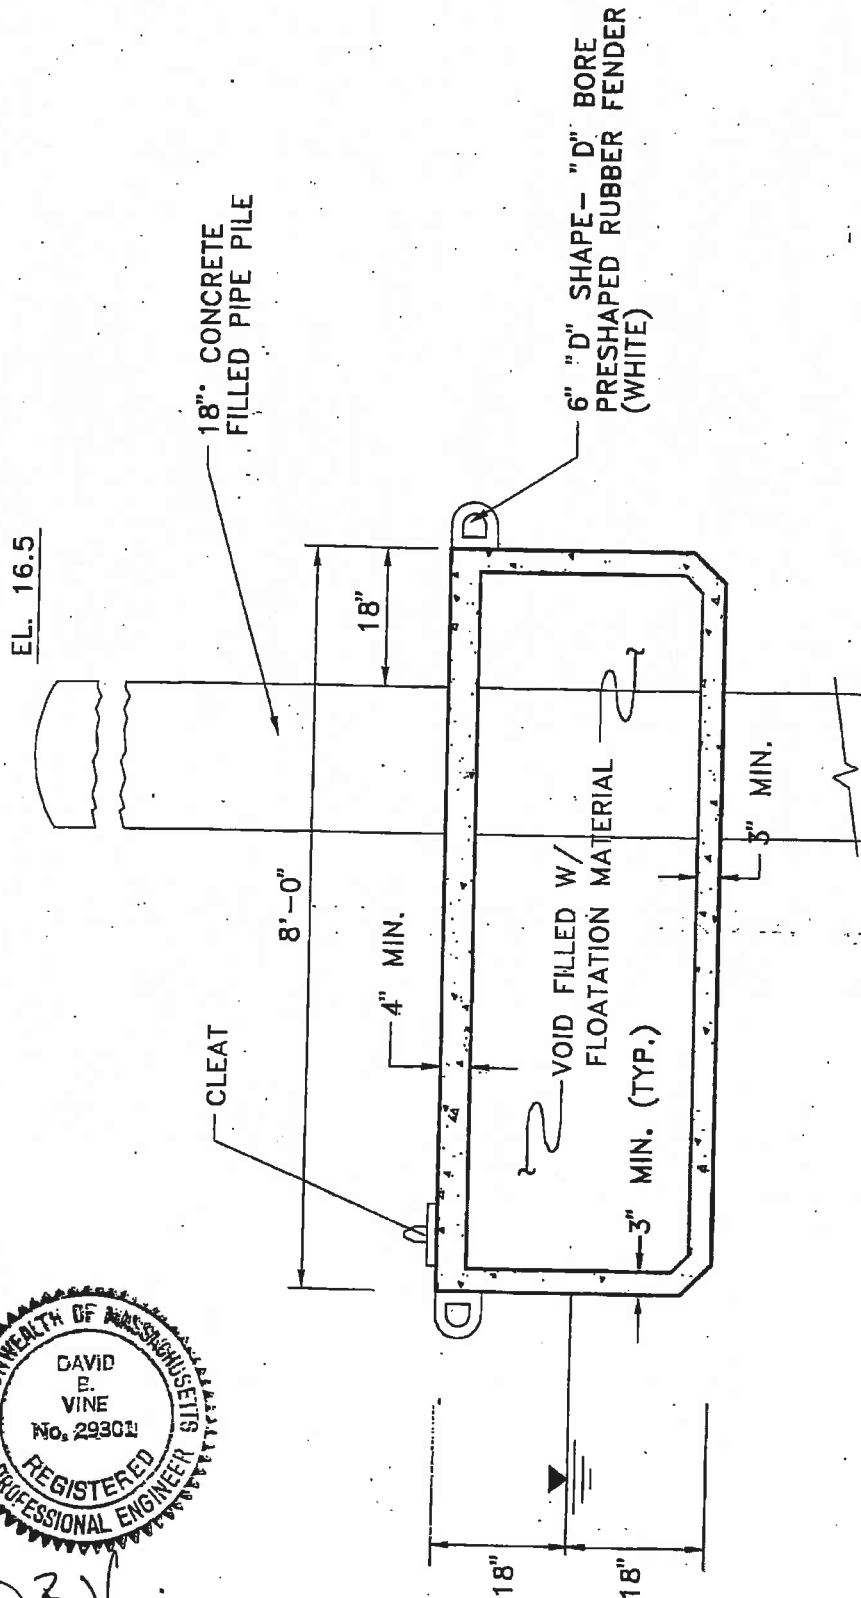 EL. 16.5
18" CONCRETE
FILLED PIPE PILE
6" "D" SHAPE- "D" BORE
PRESHAPED RUBBER FENDER
(WHITE)
18"
8'-0"
CLEAT
4" MIN.
VOID FILLED W/
FLOATATION MATERIAL
3" MIN. (TYP.)
3" MIN.
18"
18"
OF MASSACHUSETTS
DAVID
E.
VINE
No. 29301
REGISTERED
PROFESSIONAL ENGINEER